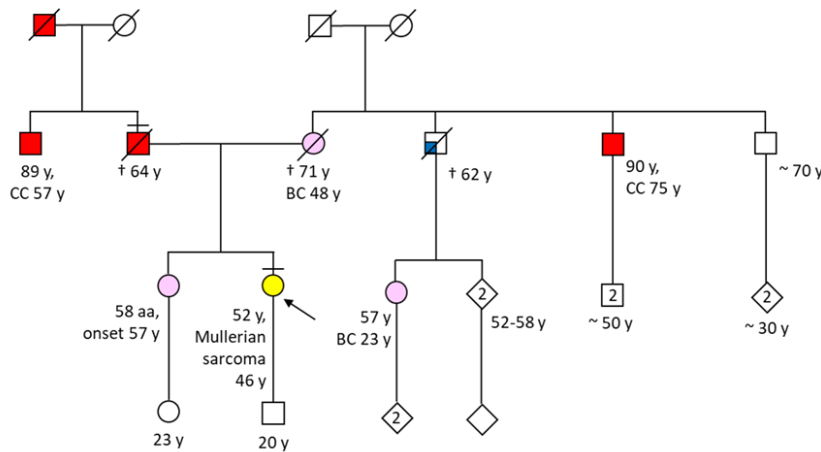 89 y,
CC 57 y
† 64 y
† 71 y
BC 48 y
† 62 y
90 y,
CC 75 y
~ 70 y
58 aa,
onset 57 y
52 y,
Mullerian
sarcoma
46 y
57 y
BC 23 y
2
52-58 y
2
~ 50 y
2
~ 30 y
23 y
20 y
2